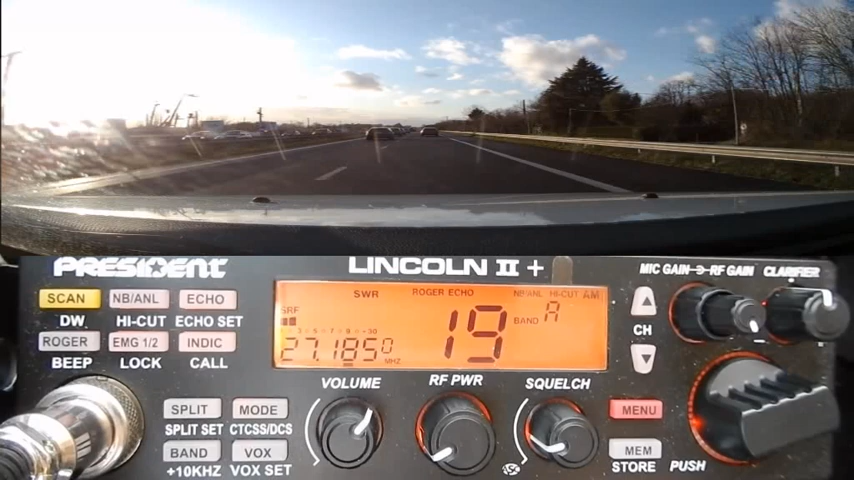 PRESIDENT
LINCOLN II +
MIC GAIN RF GAIN
CLARIFIER
SCAN
NB/ANL
ECHO
DW
HI-CUT
ECHO SET
ROGER
EMG 1/2
INDIC
BEEP
LOCK
CALL
SWR
ROGER ECHO
NB/ANL HI-CUT AM
SRF
19
BAND A
27.1850 MHZ
CH
VOLUME
RF PWR
SQUELCH
SPLIT
MODE
SPLIT SET
CTCSS/DCS
BAND
VOX
+10KHZ
VOX SET
MENU
MEM
STORE
PUSH